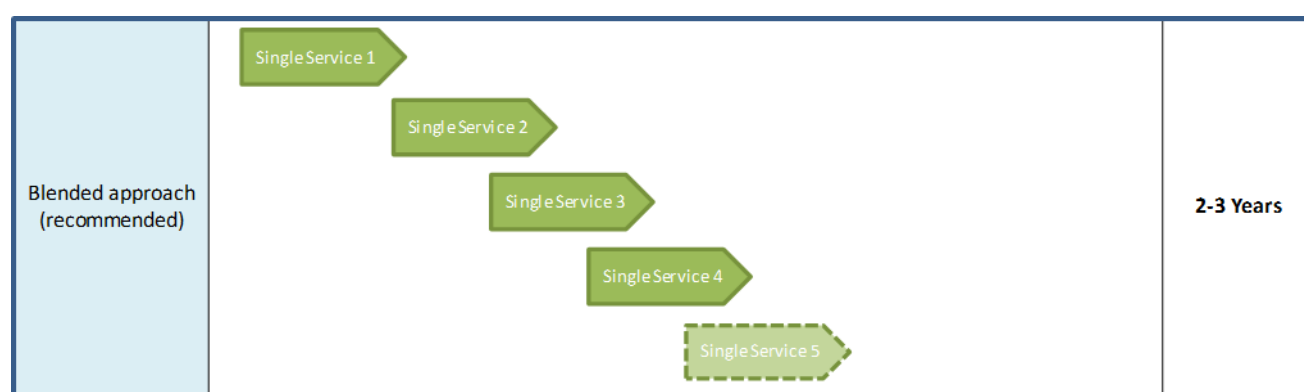 Single Service 1
Single Service 2
Blended approach
(recommended)
Single Service 3
2-3 Years
Single Service 4
Single Service 5